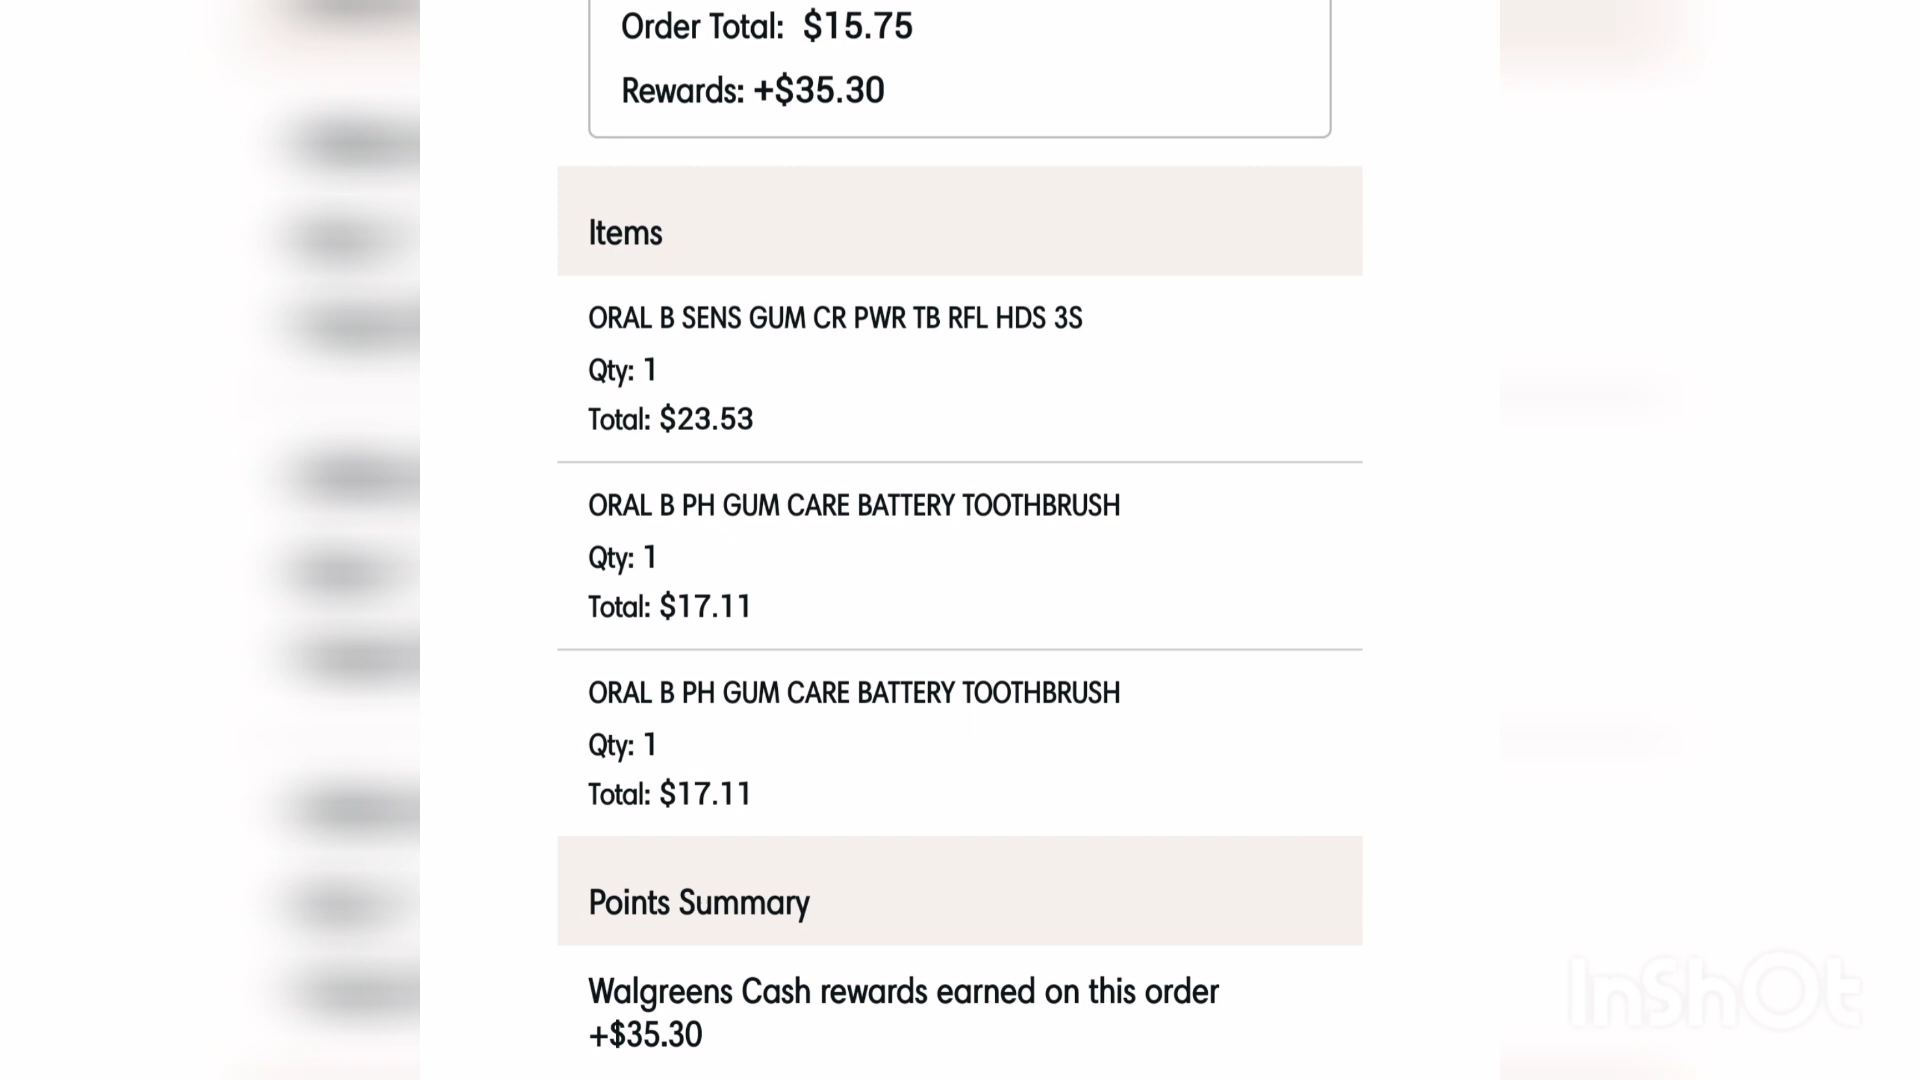 Order Total: $15.75
Rewards: +$35.30
Items
ORAL B SENS GUM CR PWR TB RFL HDS 3S
Qty: 1
Total: $23.53
ORAL B PH GUM CARE BATTERY TOOTHBRUSH
Qty: 1
Total: $17.11
ORAL B PH GUM CARE BATTERY TOOTHBRUSH
Qty: 1
Total: $17.11
Points Summary
Walgreens Cash rewards earned on this order
+$35.30
InShOt